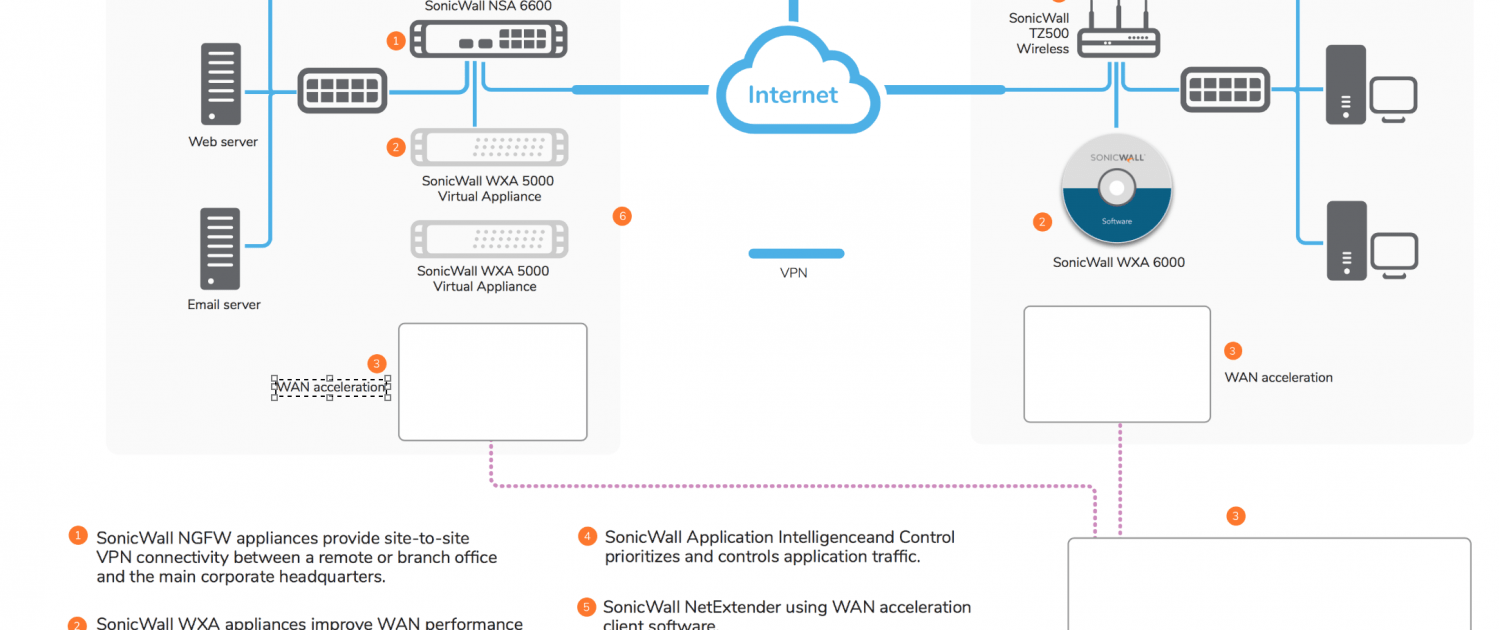 SonicWall NSA 6600
1
Web server
2
SonicWall WXA 5000
Virtual Appliance
SonicWall WXA 5000
Virtual Appliance
Email server
3
WAN acceleration
6
Internet
VPN
SonicWall
TZ500
Wireless
SONICWALL
Software
2
SonicWall WXA 6000
3
WAN acceleration
3
1 SonicWall NGFW appliances provide site-to-site
VPN connectivity between a remote or branch office
and the main corporate headquarters.
2 SonicWall WXA appliances improve WAN performance
4 SonicWall Application Intelligenceand Control
prioritizes and controls application traffic.
5 SonicWall NetExtender using WAN acceleration
client software